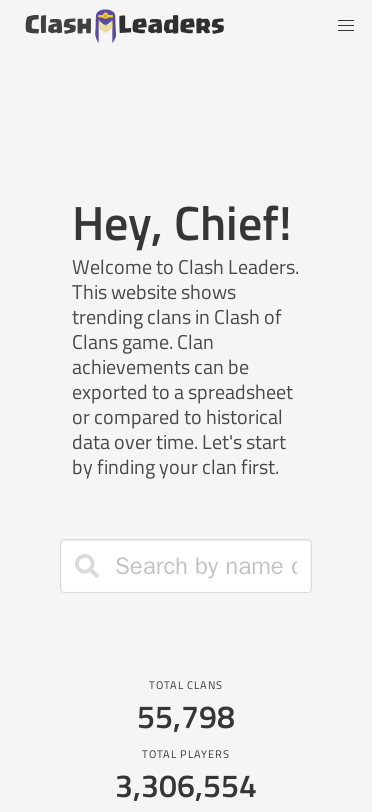 Clash Leaders
Hey, Chief!
Welcome to Clash Leaders.
This website shows
trending clans in Clash of
Clans game. Clan
achievements can be
exported to a spreadsheet
or compared to historical
data over time. Let's start
by finding your clan first.
Search by name
TOTAL CLANS
55,798
TOTAL PLAYERS
3,306,554